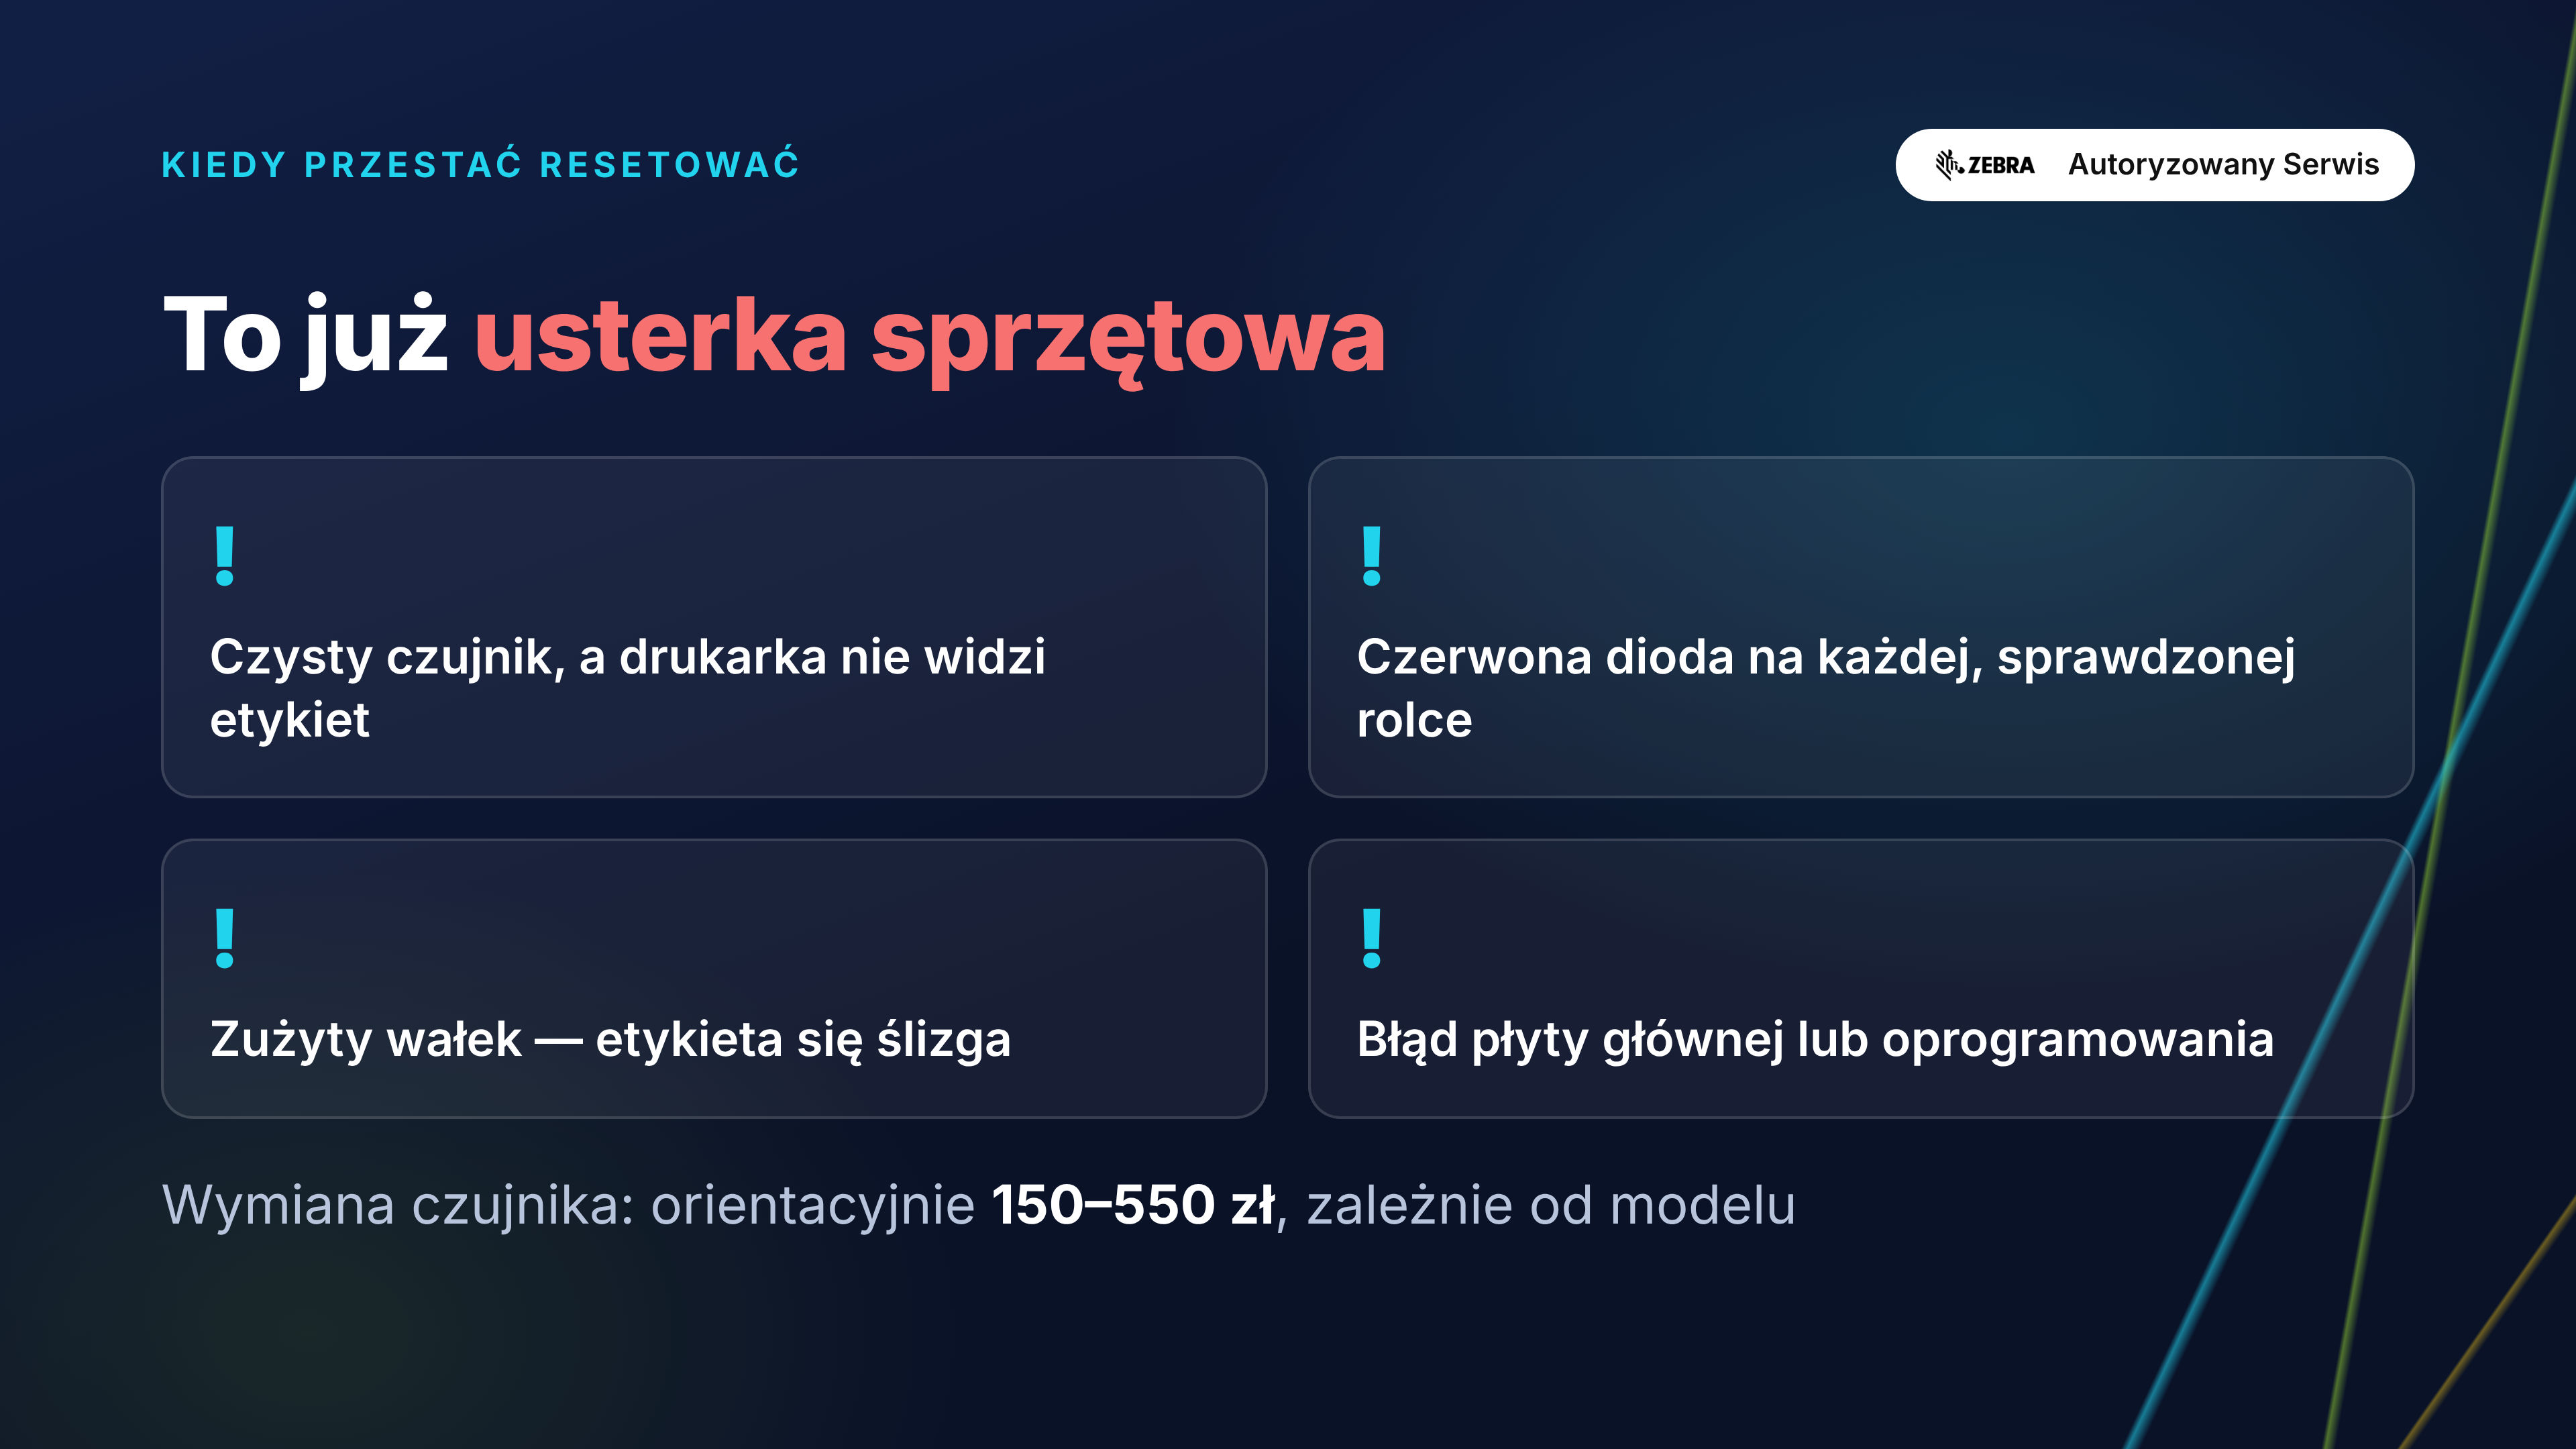 KIEDY PRZESTAĆ RESETOWAĆ
ZEBRA Autoryzowany Serwis
To już usterka sprzętowa
!
Czysty czujnik, a drukarka nie widzi
etykiet
!
Czerwona dioda na każdej, sprawdzonej
rolce
!
Zużyty wałek — etykieta się ślizga
!
Błąd płyty głównej lub oprogramowania
Wymiana czujnika: orientacyjnie 150–550 zł, zależnie od modelu